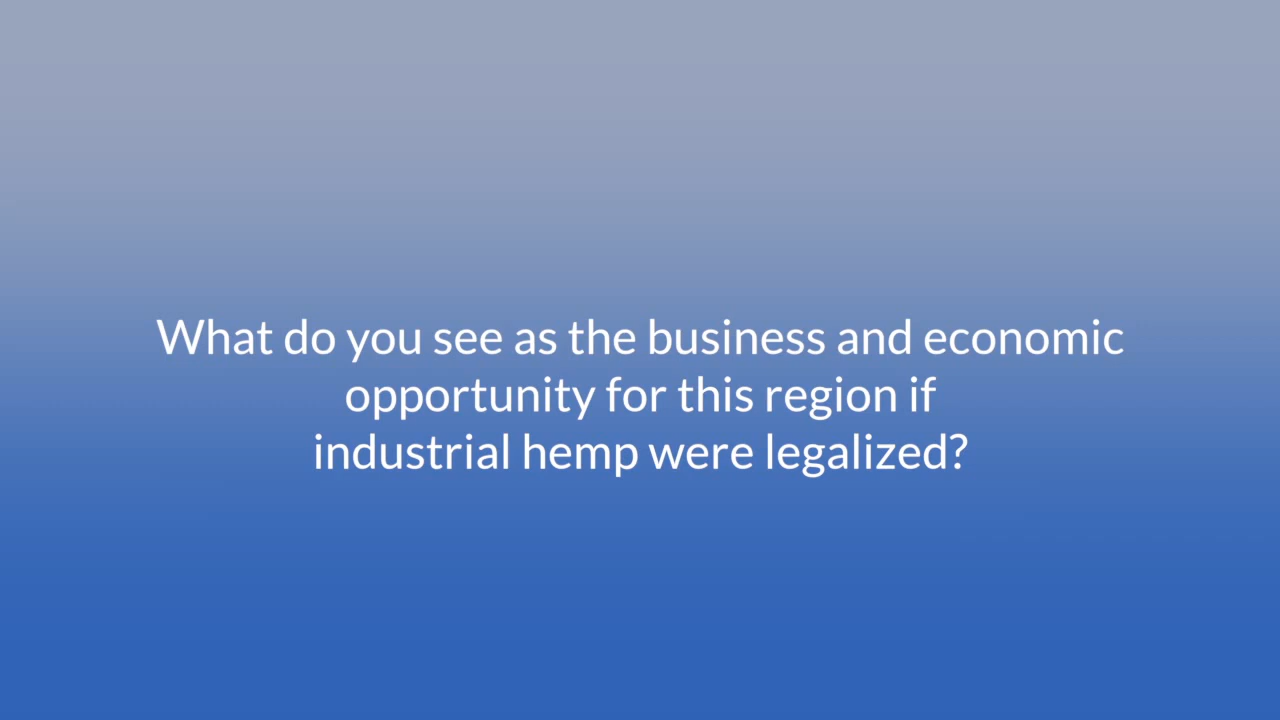 What do you see as the business and economic
opportunity for this region if
industrial hemp were legalized?